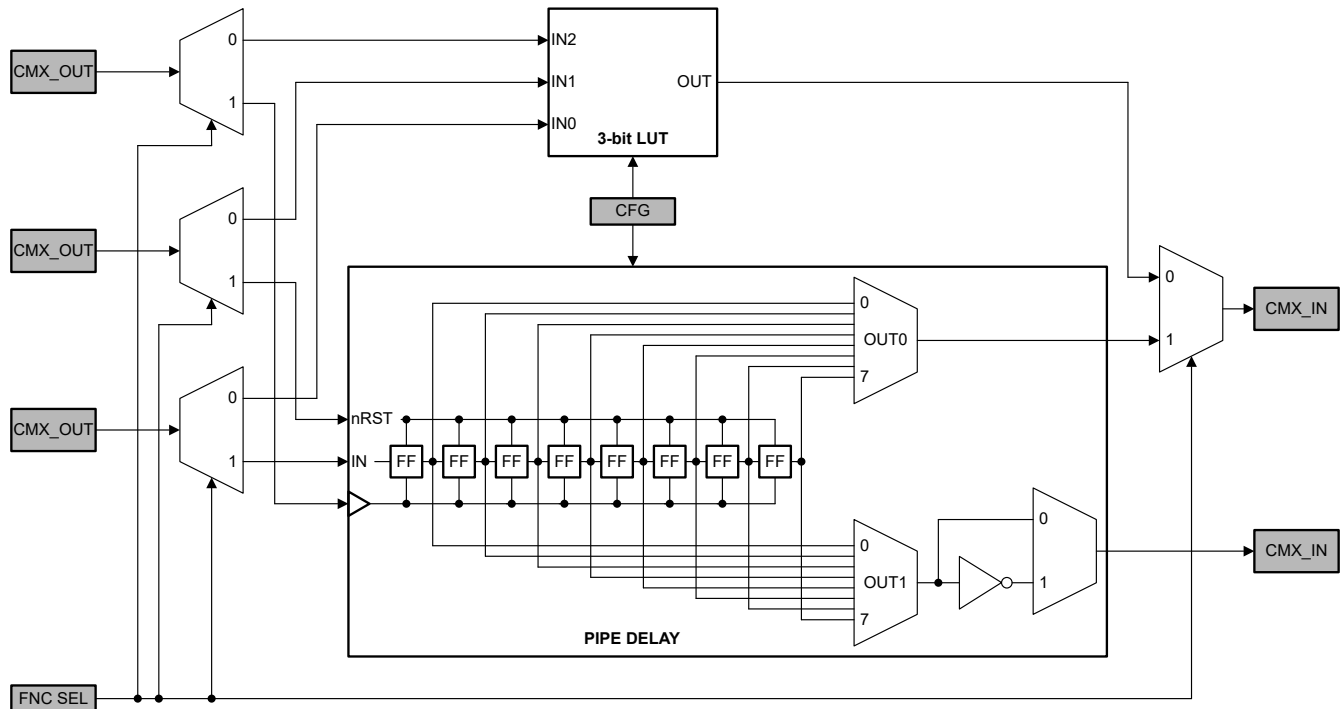 CMX_OUT
0
1
IN2
IN1
IN0
OUT
3-bit LUT
CMX_OUT
0
1
CFG
CMX_OUT
0
1
nRST
IN
FF FF FF FF FF FF FF FF
0
OUT0
7
0
1
CMX_IN
0
OUT1
7
0
1
CMX_IN
PIPE DELAY
FNC SEL